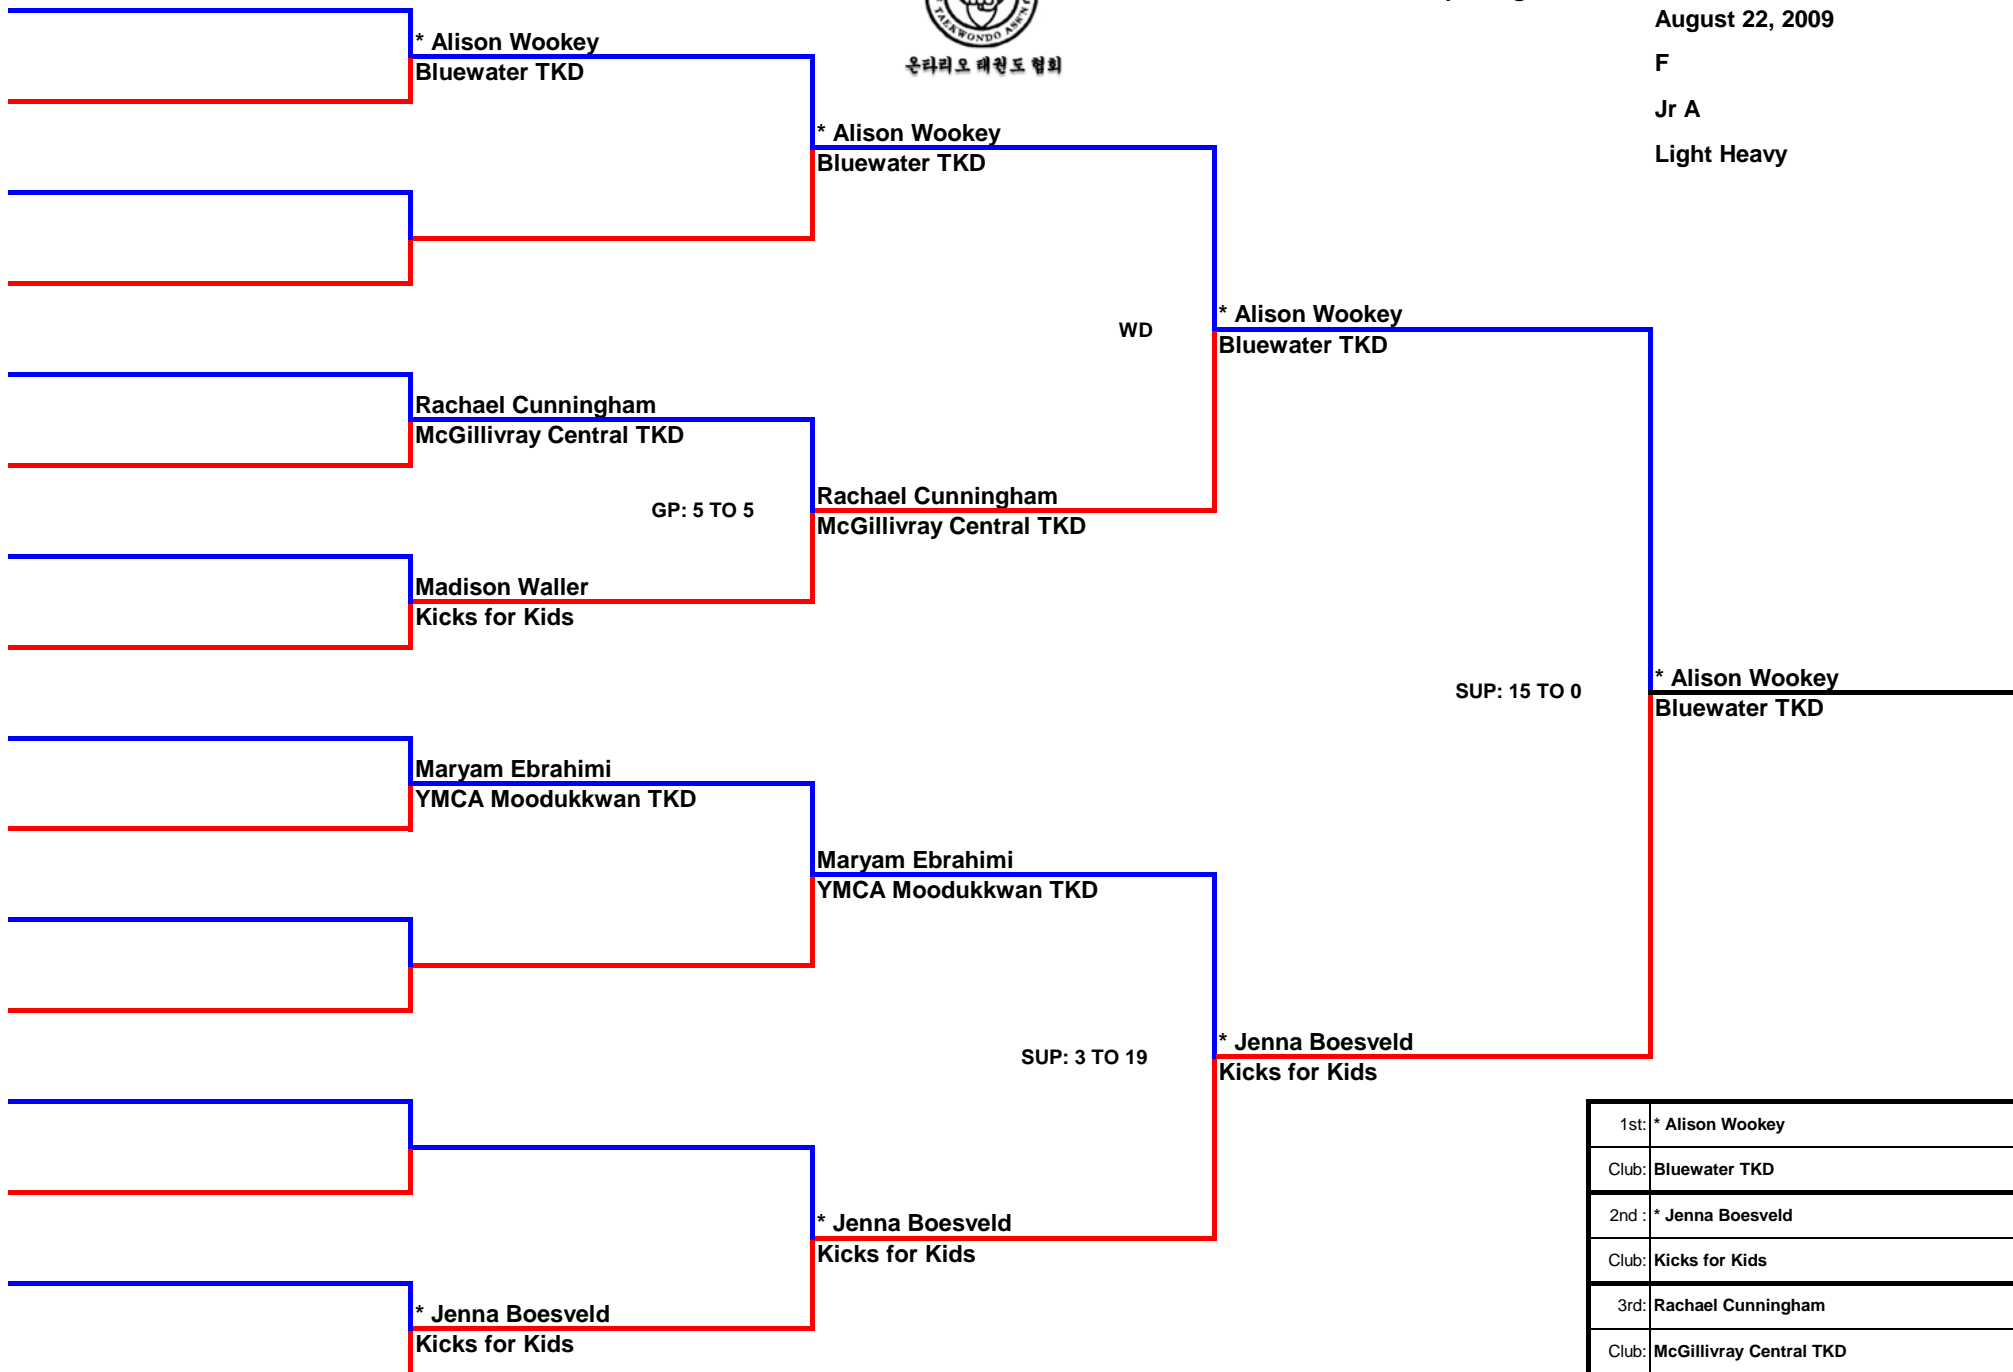 TAEKWONDO ASS'N
온타리오 태권도 협회
August 22, 2009
F
Jr A
Light Heavy
* Alison Wookey
Bluewater TKD
* Alison Wookey
Bluewater TKD
* Alison Wookey
Bluewater TKD
WD
Rachael Cunningham
McGillivray Central TKD
GP: 5 TO 5
Rachael Cunningham
McGillivray Central TKD
Madison Waller
Kicks for Kids
SUP: 15 TO 0
* Alison Wookey
Bluewater TKD
Maryam Ebrahimi
YMCA Moodukkwan TKD
Maryam Ebrahimi
YMCA Moodukkwan TKD
SUP: 3 TO 19
* Jenna Boesveld
Kicks for Kids
* Jenna Boesveld
Kicks for Kids
* Jenna Boesveld
Kicks for Kids
1st: * Alison Wookey
Club: Bluewater TKD
2nd : * Jenna Boesveld
Club: Kicks for Kids
3rd: Rachael Cunningham
Club: McGillivray Central TKD